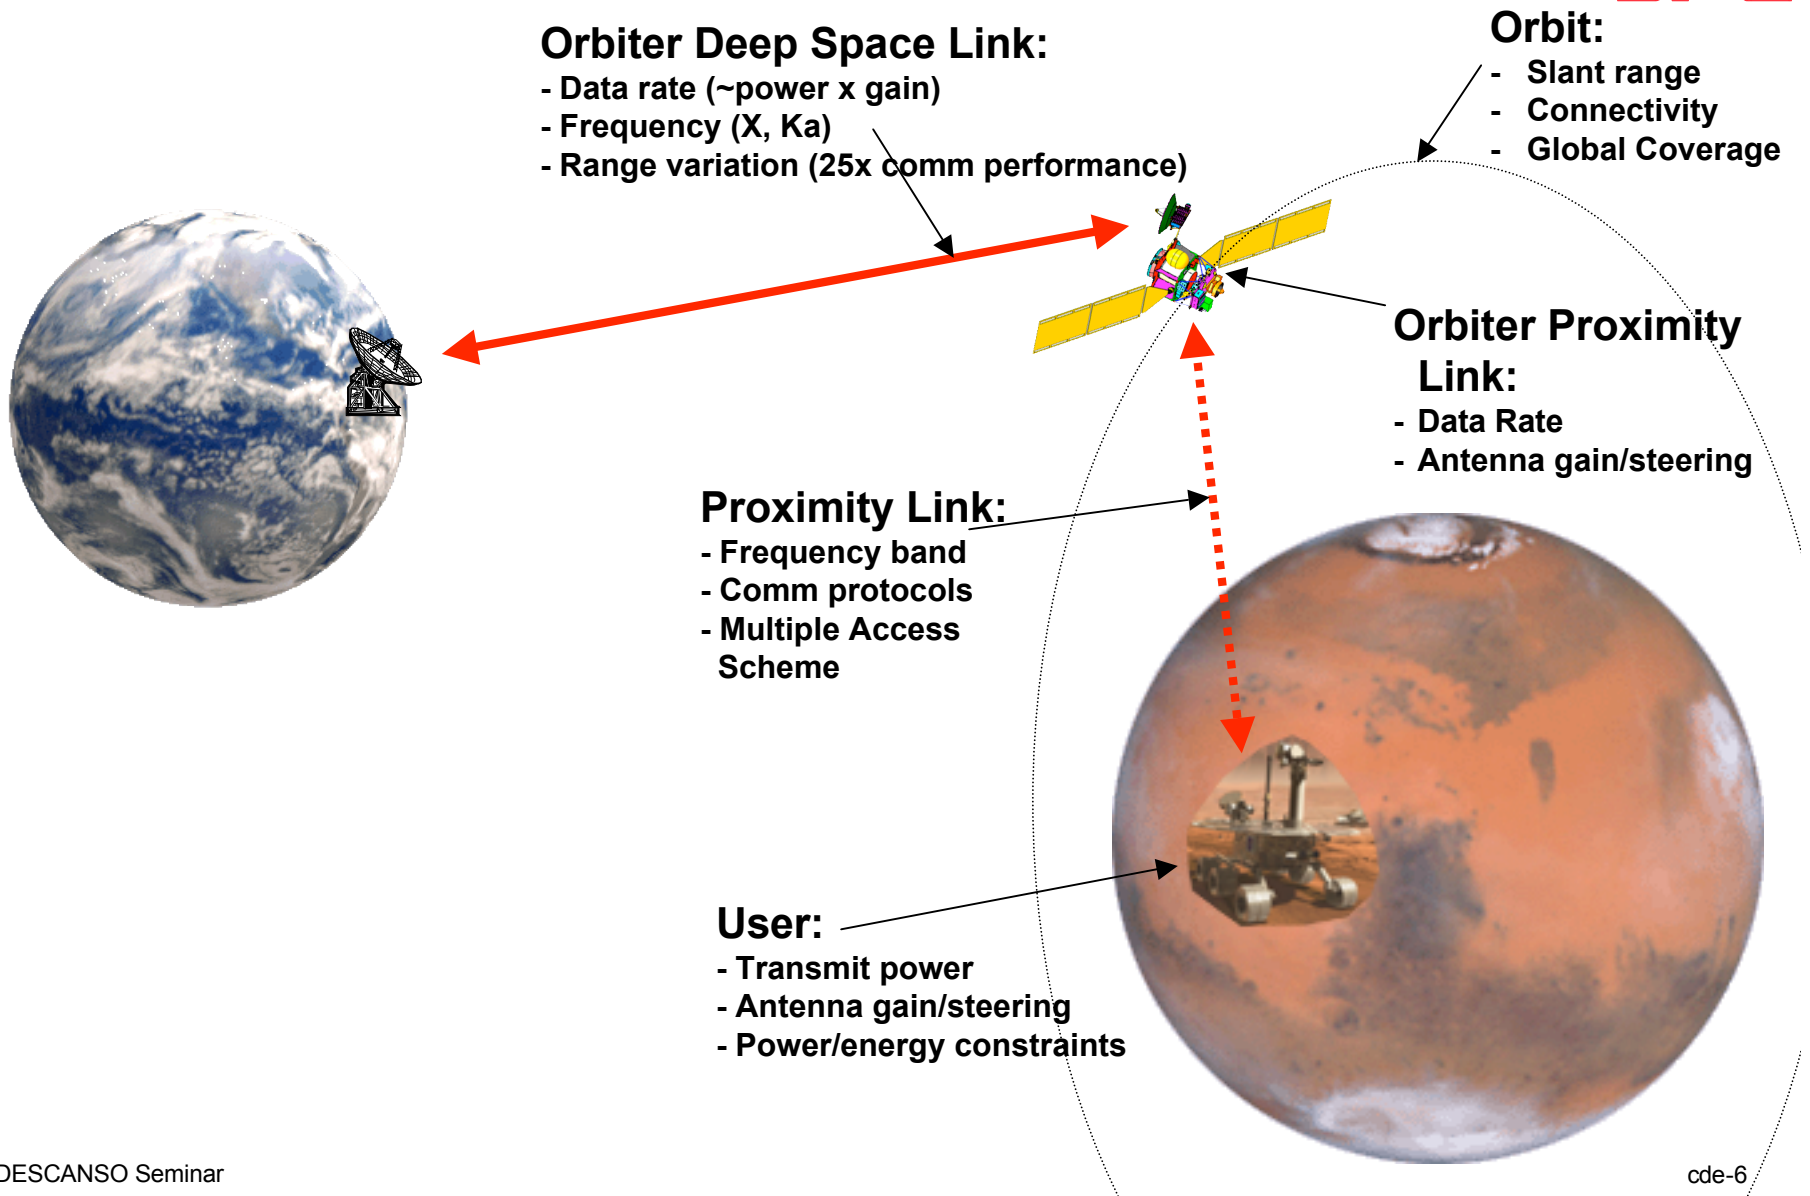 Orbiter Deep Space Link:
- Data rate (~power x gain)
- Frequency (X, Ka)
- Range variation (25x comm performance)
Orbit:
- Slant range
- Connectivity
- Global Coverage
Orbiter Proximity
Link:
- Data Rate
- Antenna gain/steering
Proximity Link:
- Frequency band
- Comm protocols
- Multiple Access
Scheme
User:
- Transmit power
- Antenna gain/steering
- Power/energy constraints
DESCANSO Seminar
cde-6